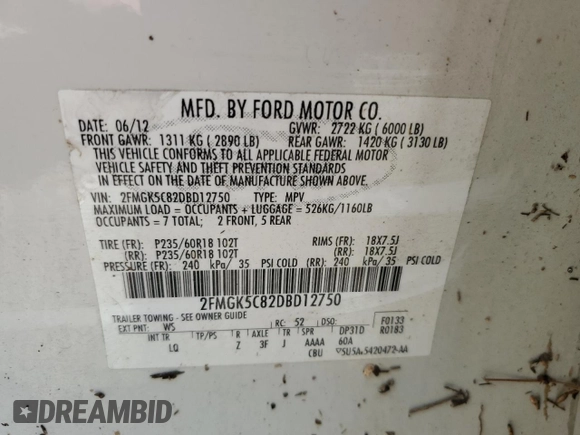 MFD. BY FORD MOTOR CO.
DATE: 06/12 GVWR: 2722 KG ( 6000 LB)
FRONT GAWR: 1311 KG ( 2890 LB) REAR GAWR: 1420 KG ( 3130 LB)
THIS VEHICLE CONFORMS TO ALL APPLICABLE FEDERAL MOTOR
VEHICLE SAFETY AND THEFT PREVENTION STANDARDS
IN EFFECT ON THE DATE OF MANUFACTURE SHOWN ABOVE.
VIN: 2FMGK5C82DBD12750 TYPE: MPV
MAXIMUM LOAD = OCCUPANTS + LUGGAGE = 526KG/1160LB
OCCUPANTS = 7 TOTAL; 2 FRONT, 5 REAR
TIRE (FR): P235/60R18 102T RIMS (FR): 18X7.5J
(RR): P235/60R18 102T (RR): 18X7.5J
PRESSURE (FR): 240 kPa/ 35 PSI COLD (RR): 240 kPa/ 35 PSI COLD
2FMGK5C82DBD12750
TRAILER TOWING - SEE OWNER GUIDE
EXT PNT: WS RC: 52 DSO: F0133
INT TR TP/PS R AXLE TR SPR DP31D R0183
LQ Z 3F J AAAA 60A
CBU 5420472-AA
DREAMBID